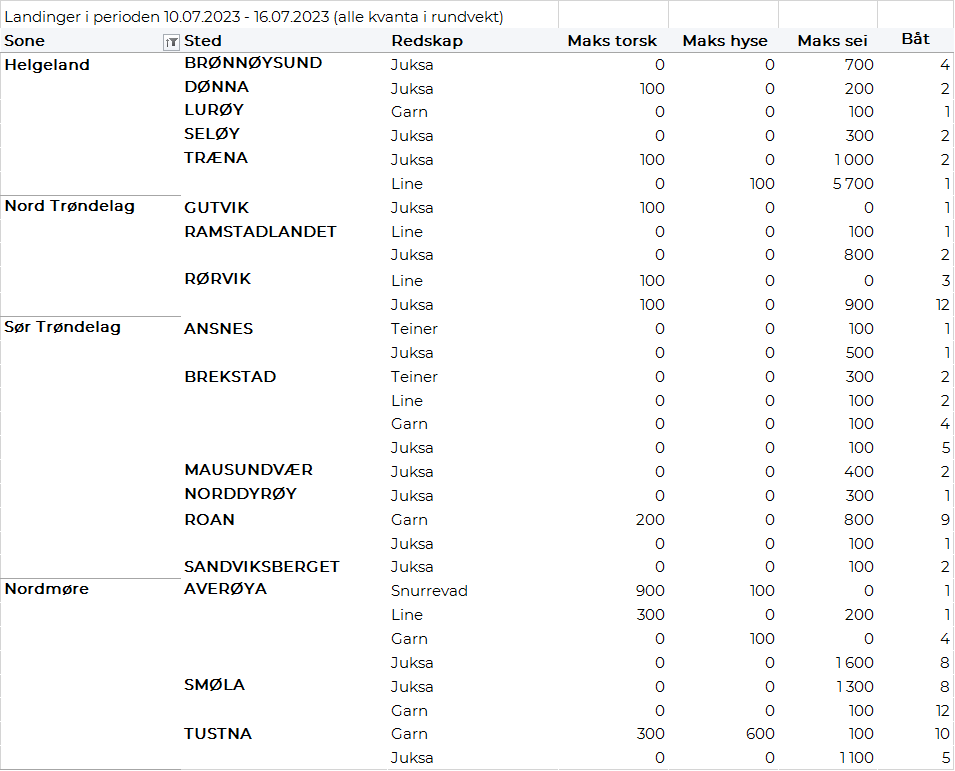 Landinger i perioden 10.07.2023 - 16.07.2023 (alle kvanta i rundvekt)
Sone Sted Redskap Maks torsk Maks hyse Maks sei Båt
Helgeland BRØNNØYSUND Juksa 0 0 700 4
DØNNA Juksa 100 0 200 2
LURØY Garn 0 0 100 1
SELØY Juksa 0 0 300 2
TRÆNA Juksa 100 0 1 000 2
Line 0 100 5 700 1
Nord Trøndelag GUTVIK Juksa 100 0 0 1
RAMSTADLANDET Line 0 0 100 1
Juksa 0 0 800 2
RØRVIK Line 100 0 0 3
Juksa 100 0 900 12
Sør Trøndelag ANSNES Teiner 0 0 100 1
Juksa 0 0 500 1
BREKSTAD Teiner 0 0 300 2
Line 0 0 100 2
Garn 0 0 100 4
Juksa 0 0 100 5
MAUSUNDVÆR Juksa 0 0 400 2
NORDDYRØY Juksa 0 0 300 1
ROAN Garn 200 0 800 9
Juksa 0 0 100 1
SANDVIKSBERGET Juksa 0 0 100 2
Nordmøre AVERØYA Snurrevad 900 100 0 1
Line 300 0 200 1
Garn 0 100 0 4
Juksa 0 0 1 600 8
SMØLA Juksa 0 0 1 300 8
Garn 0 0 100 12
TUSTNA Garn 300 600 100 10
Juksa 0 0 1 100 5